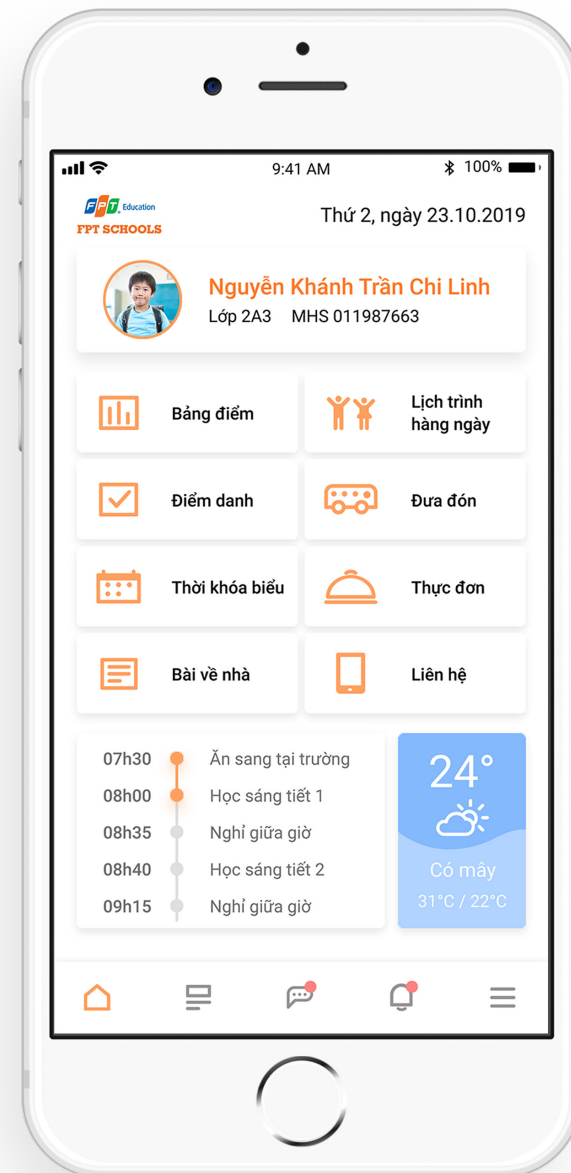 9:41 AM
100%
FPT Education
FPT SCHOOLS
Thứ 2, ngày 23.10.2019
Nguyễn Khánh Trần Chi Linh
Lớp 2A3 MHS 011987663
Bảng điểm
Lịch trình
hàng ngày
Điểm danh
Đưa đón
Thời khóa biểu
Thực đơn
Bài về nhà
Liên hệ
07h30 Ăn sang tại trường
08h00 Học sáng tiết 1
08h35 Nghỉ giữa giờ
08h40 Học sáng tiết 2
09h15 Nghỉ giữa giờ
24°
Có mây
31°C / 22°C